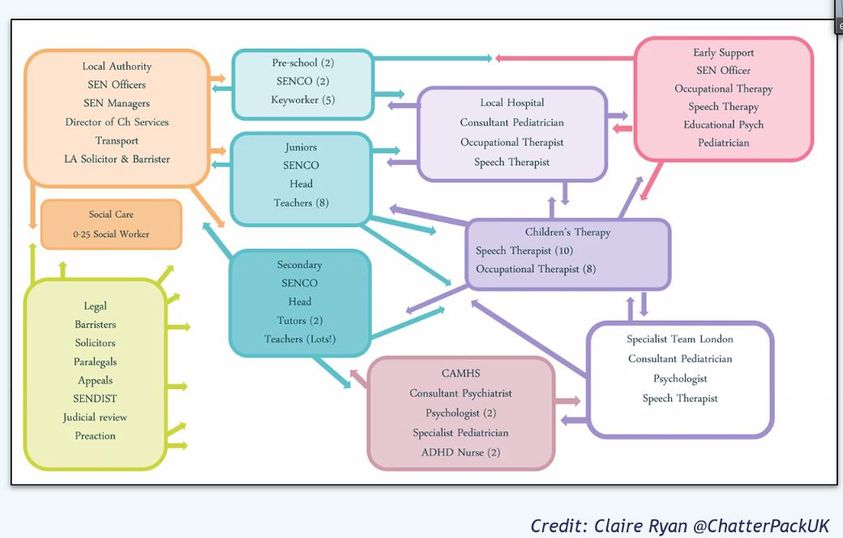 Local Authority
SEN Officers
SEN Managers
Director of Ch Services
Transport
LA Solicitor & Barrister
Pre-school (2)
SENCO (2)
Keyworker (5)
Early Support
SEN Officer
Occupational Therapy
Speech Therapy
Educational Psych
Pediatrician
Local Hospital
Consultant Pediatrician
Occupational Therapist
Speech Therapist
Juniors
SENCO
Head
Teachers (8)
Social Care
0-25 Social Worker
Children's Therapy
Speech Therapist (10)
Occupational Therapist (8)
Secondary
SENCO
Head
Tutors (2)
Teachers (Lots!)
Legal
Barristers
Solicitors
Paralegals
Appeals
SENDIST
Judicial review
Preaction
Specialist Team London
Consultant Pediatrician
Psychologist
Speech Therapist
CAMHS
Consultant Psychiatrist
Psychologist (2)
Specialist Pediatrician
ADHD Nurse (2)
Credit: Claire Ryan @ChatterPackUK